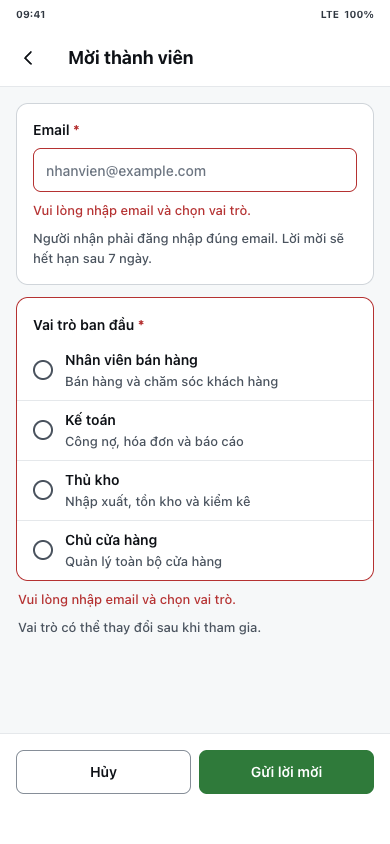 09:41
LTE 100%
Mời thành viên
Email *
nhanvien@example.com
Vui lòng nhập email và chọn vai trò.
Người nhận phải đăng nhập đúng email. Lời mời sẽ
hết hạn sau 7 ngày.
Vai trò ban đầu *
Nhân viên bán hàng
Bán hàng và chăm sóc khách hàng
Kế toán
Công nợ, hóa đơn và báo cáo
Thủ kho
Nhập xuất, tồn kho và kiểm kê
Chủ cửa hàng
Quản lý toàn bộ cửa hàng
Vui lòng nhập email và chọn vai trò.
Vai trò có thể thay đổi sau khi tham gia.
Hủy
Gửi lời mời